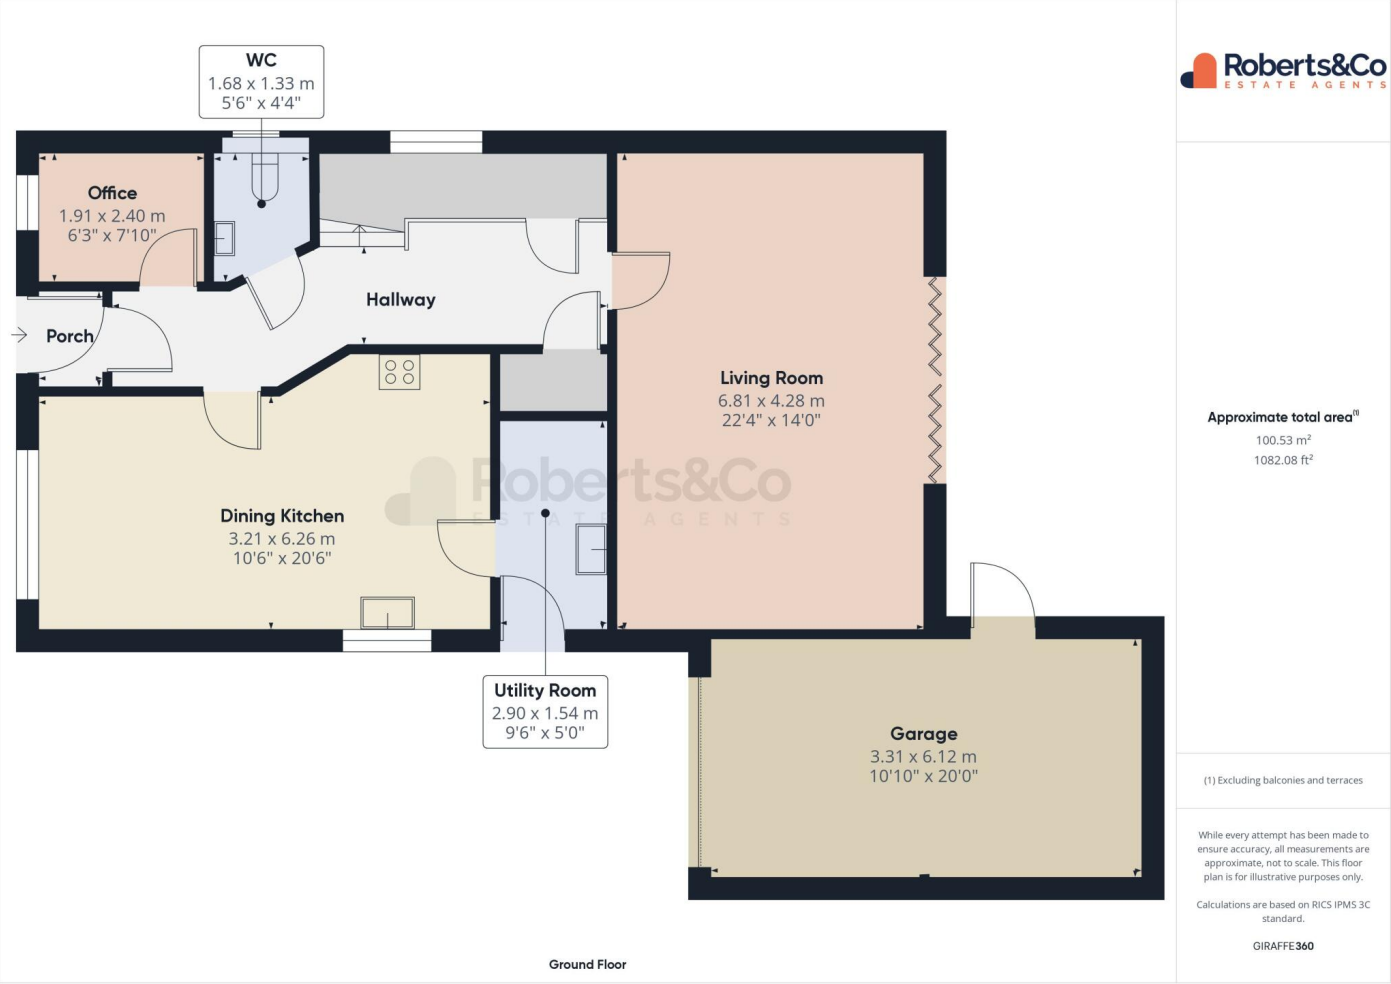 WC
1.68 x 1.33 m
5'6" x 4'4"
Office
1.91 x 2.40 m
6'3" x 7'10"
Porch
Hallway
Living Room
6.81 x 4.28 m
22'4" x 14'0"
Roberts&Co
ESTATE AGENTS
Dining Kitchen
3.21 x 6.26 m
10'6" x 20'6"
Utility Room
2.90 x 1.54 m
9'6" x 5'0"
Garage
3.31 x 6.12 m
10'10" x 20'0"
Ground Floor
Roberts&Co
ESTATE AGENTS
Approximate total area⁽¹⁾
100.53 m²
1082.08 ft²
(1) Excluding balconies and terraces
While every attempt has been made to
ensure accuracy, all measurements are
approximate, not to scale. This floor
plan is for illustrative purposes only.
Calculations are based on RICS IPMS 3C
standard.
GIRAFFE360